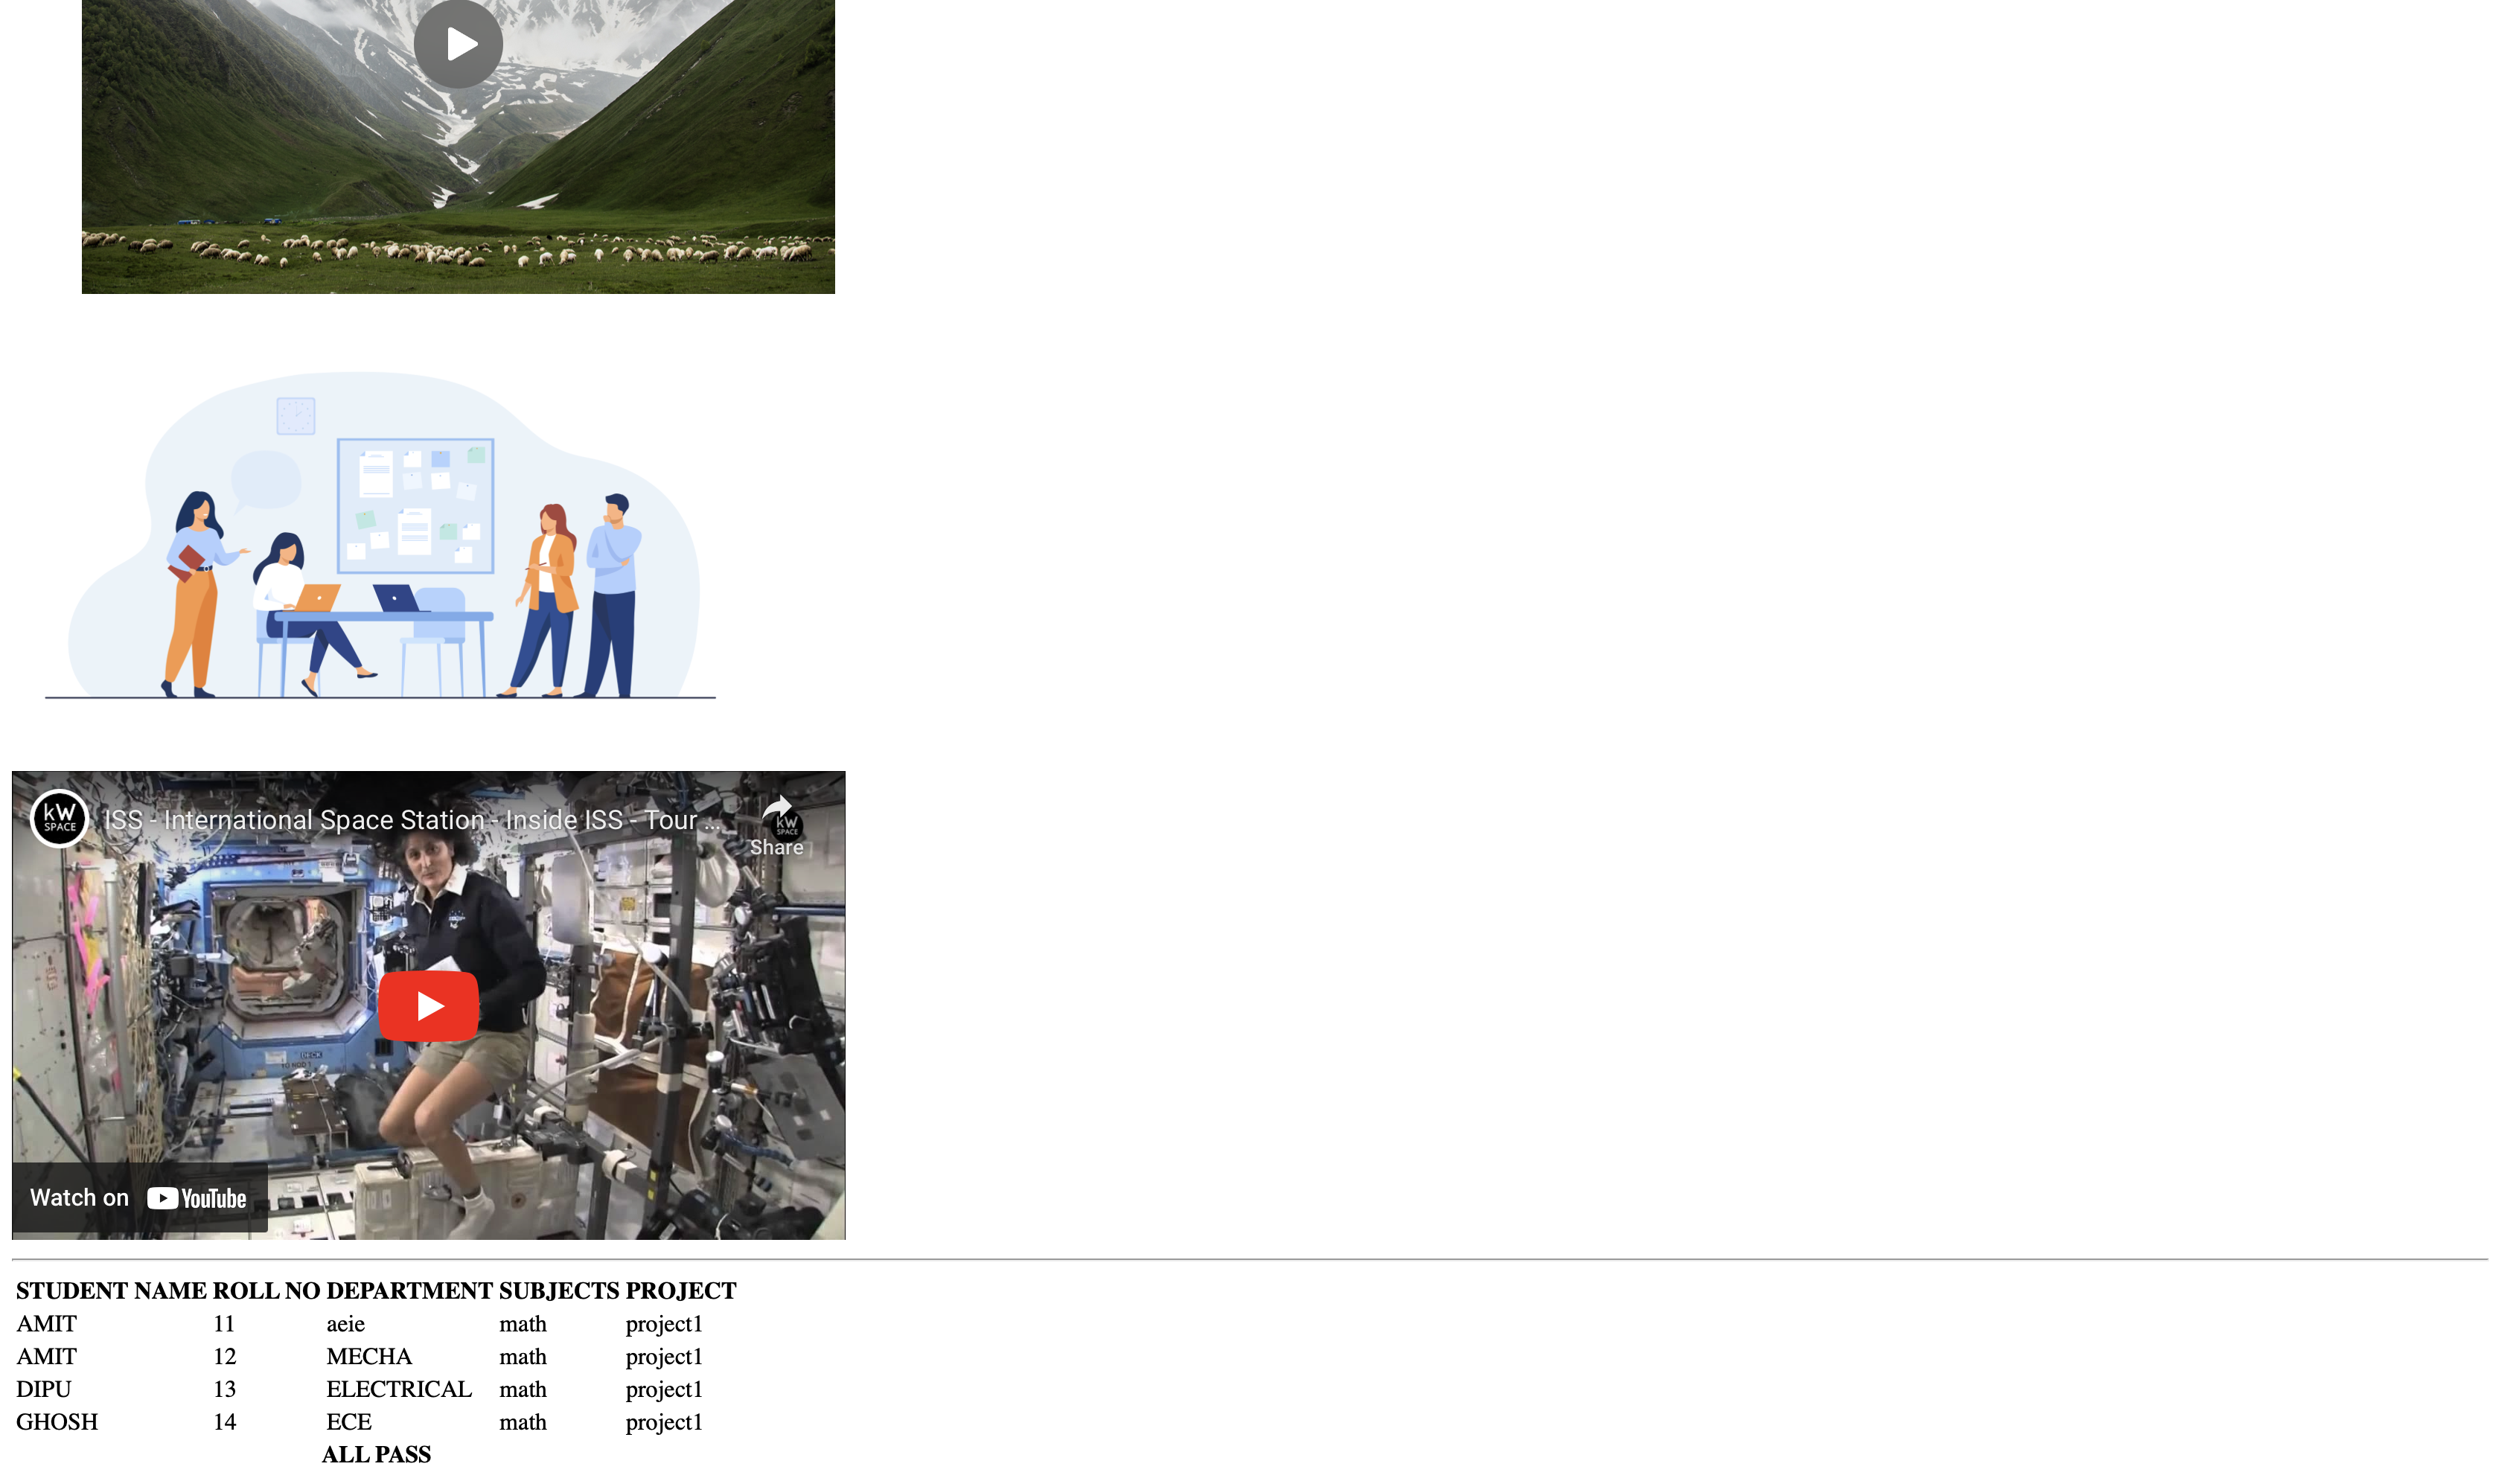 kW
SPACE
ISS - International Space Station - Inside ISS - Tour ...
kW
SPACE
Share
DECK
Watch on YouTube
STUDENT NAME ROLL NO DEPARTMENT SUBJECTS PROJECT
AMIT 11 aeie math project1
AMIT 12 MECHA math project1
DIPU 13 ELECTRICAL math project1
GHOSH 14 ECE math project1
ALL PASS